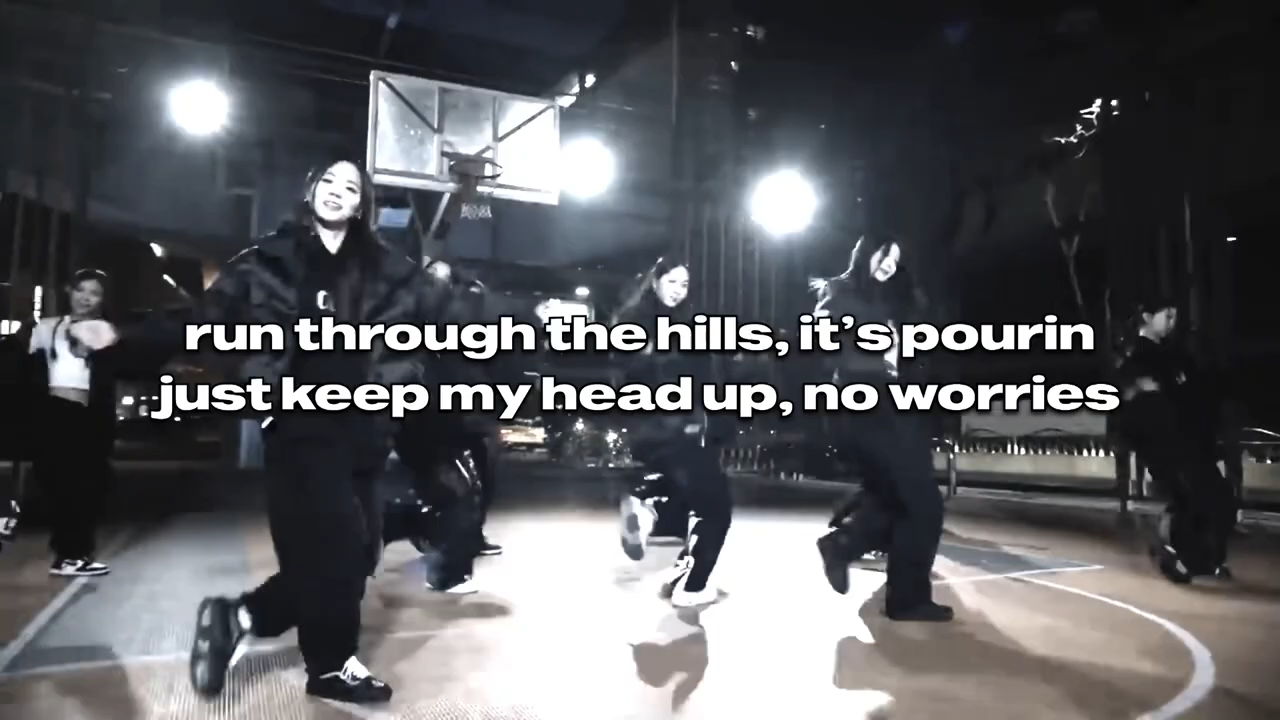 run through the hills, it’s pourin
just keep my head up, no worries